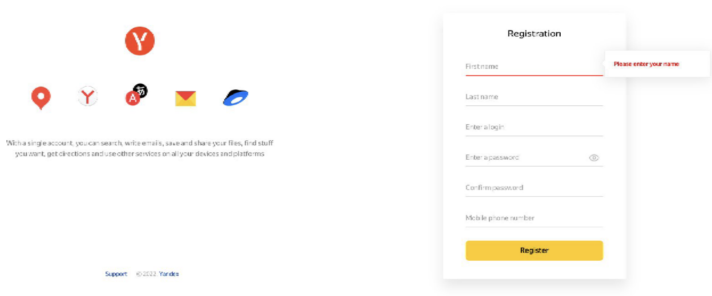 Registration
First name
Please enter your name
Last name
Enter a login
Enter a password
Confirm password
Mobile phone number
Register
With a single account, you can search, write emails, save and share your files, find stuff
you want, get directions and use other services on all your devices and platforms
Support © 2022 Yandex